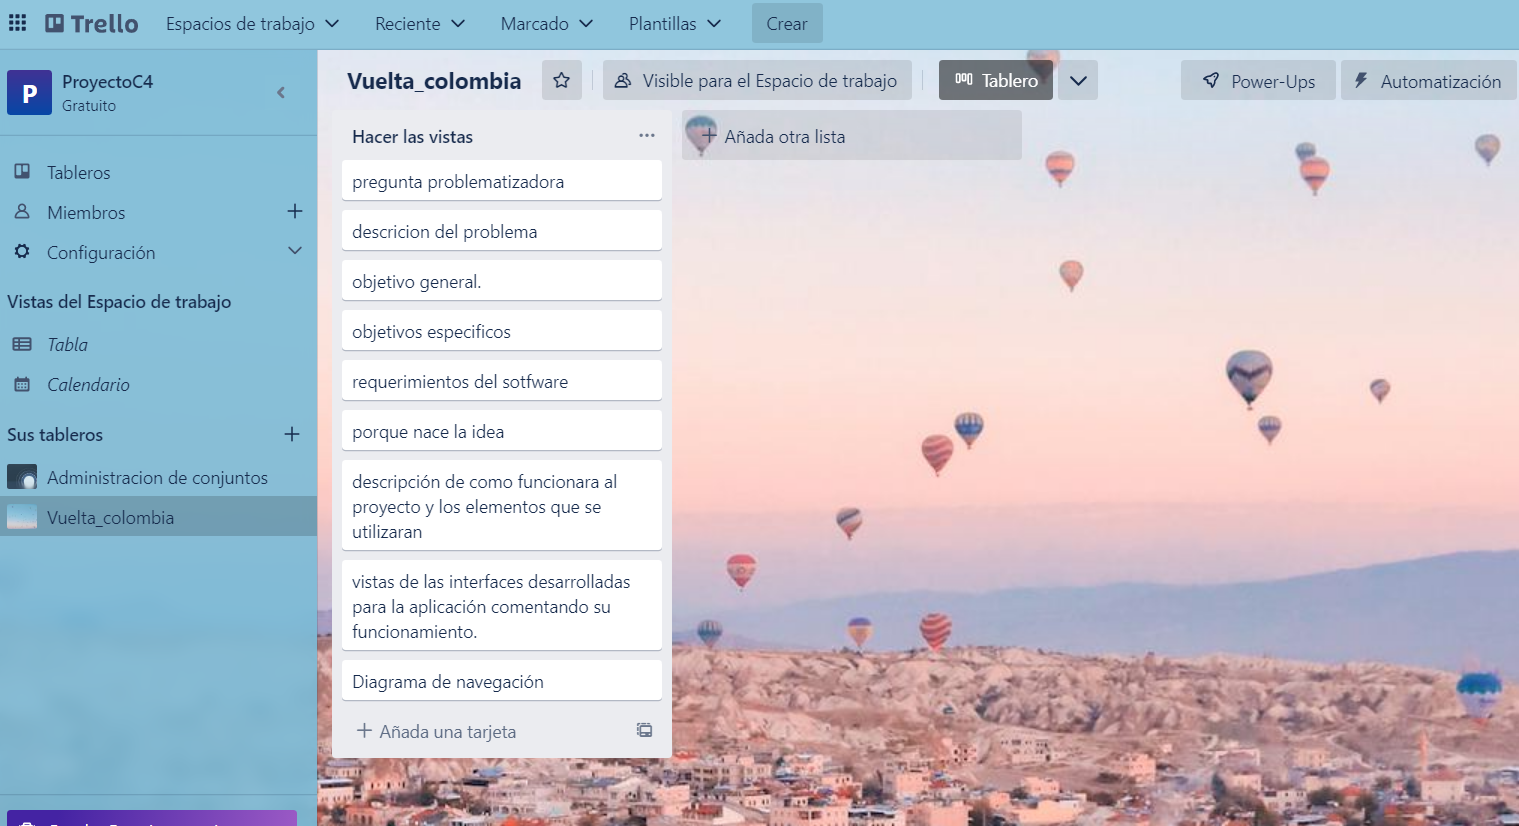 Trello
Espacios de trabajo
Reciente
Marcado
Plantillas
Crear
P
ProyectoC4
Gratuito
Tableros
Miembros
Configuración
Vistas del Espacio de trabajo
Tabla
Calendario
Sus tableros
Administracion de conjuntos
Vuelta_colombia
Vuelta_colombia
Visible para el Espacio de trabajo
Tablero
Power-Ups
Automatización
Hacer las vistas
pregunta problematizadora
descricion del problema
objetivo general.
objetivos especificos
requerimientos del sotfware
porque nace la idea
descripción de como funcionara al
proyecto y los elementos que se
utilizaran
vistas de las interfaces desarrolladas
para la aplicación comentando su
funcionamiento.
Diagrama de navegación
Añada una tarjeta
Añada otra lista